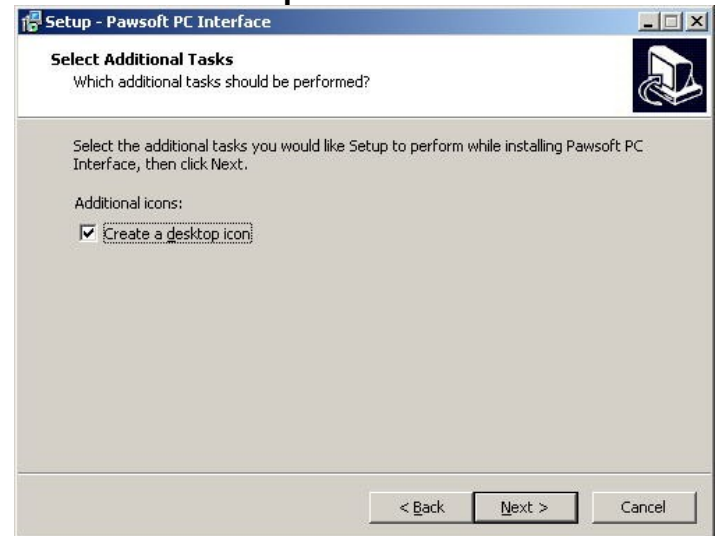 Setup - Pawsoft PC Interface
Select Additional Tasks
Which additional tasks should be performed?
Select the additional tasks you would like Setup to perform while installing Pawsoft PC
Interface, then click Next.
Additional icons:
Create a desktop icon
< Back Next > Cancel